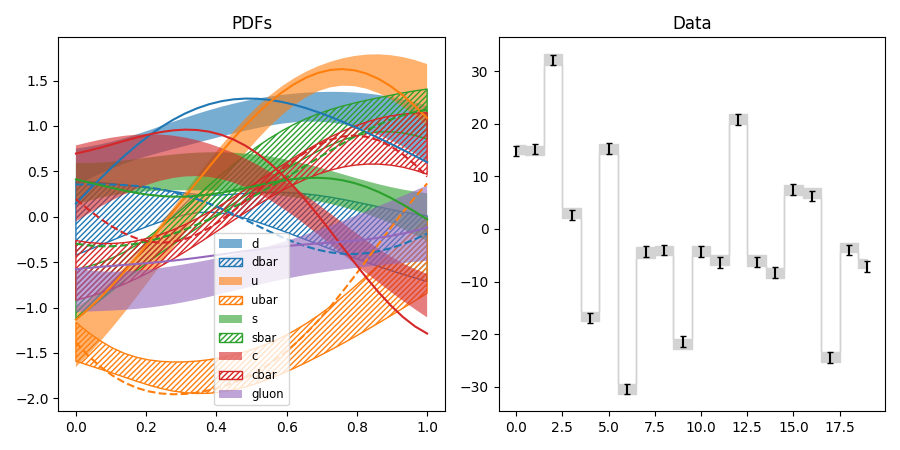 PDFs
1.5
1.0
0.5
0.0
−0.5
−1.0
−1.5
−2.0
0.0 0.2 0.4 0.6 0.8 1.0
d
dbar
u
ubar
s
sbar
c
cbar
gluon
Data
30
20
10
0
−10
−20
−30
0.0 2.5 5.0 7.5 10.0 12.5 15.0 17.5